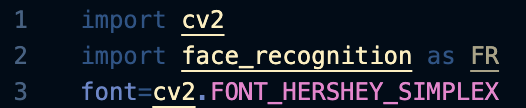 1 import cv2
2 import face_recognition as FR
3 font=cv2.FONT_HERSHEY_SIMPLEX